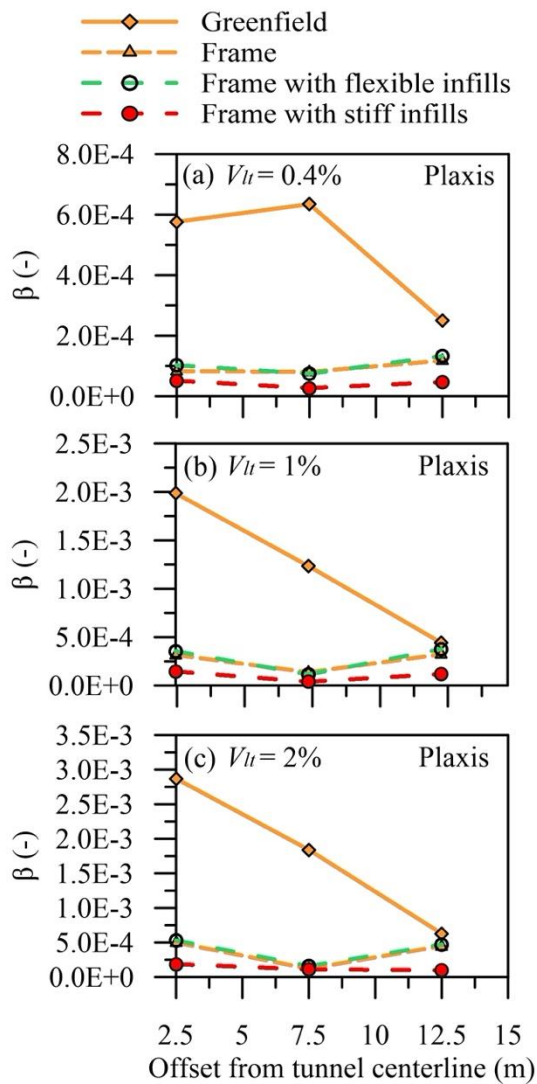 Greenfield
Frame
Frame with flexible infills
Frame with stiff infills
8.0E-4
(a) Vlt = 0.4% Plaxis
6.0E-4
4.0E-4
β (-)
2.0E-4
0.0E+0
2.5E-3
(b) Vlt = 1% Plaxis
2.0E-3
1.5E-3
β (-)
1.0E-3
5.0E-4
0.0E+0
3.5E-3
(c) Vlt = 2% Plaxis
3.0E-3
2.5E-3
2.0E-3
β (-)
1.5E-3
1.0E-3
5.0E-4
0.0E+0
2.5 5 7.5 10 12.5 15
Offset from tunnel centerline (m)